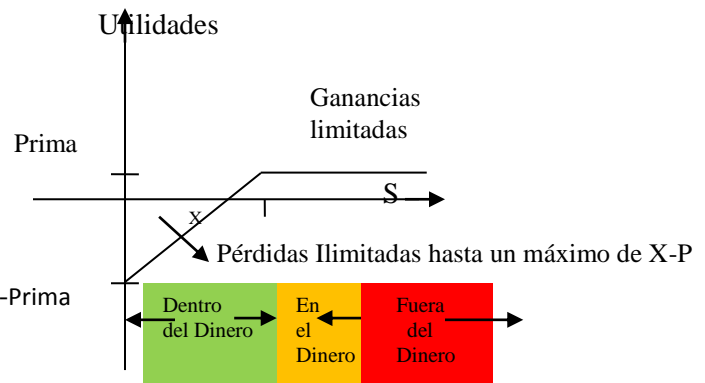 Utilidades
Ganancias
limitadas
Prima
S
X
Pérdidas Ilimitadas hasta un máximo de X-P
-Prima
Dentro
del Dinero
En
el
Dinero
Fuera
del
Dinero